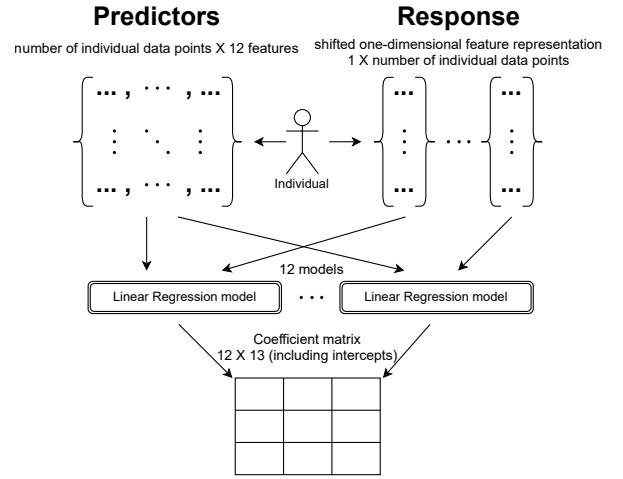 Predictors
Response
number of individual data points X 12 features
shifted one-dimensional feature representation
1 X number of individual data points
... , ··· , ...
...
...
Individual
... , ··· , ...
...
...
12 models
Linear Regression model
···
Linear Regression model
Coefficient matrix
12 X 13 (including intercepts)